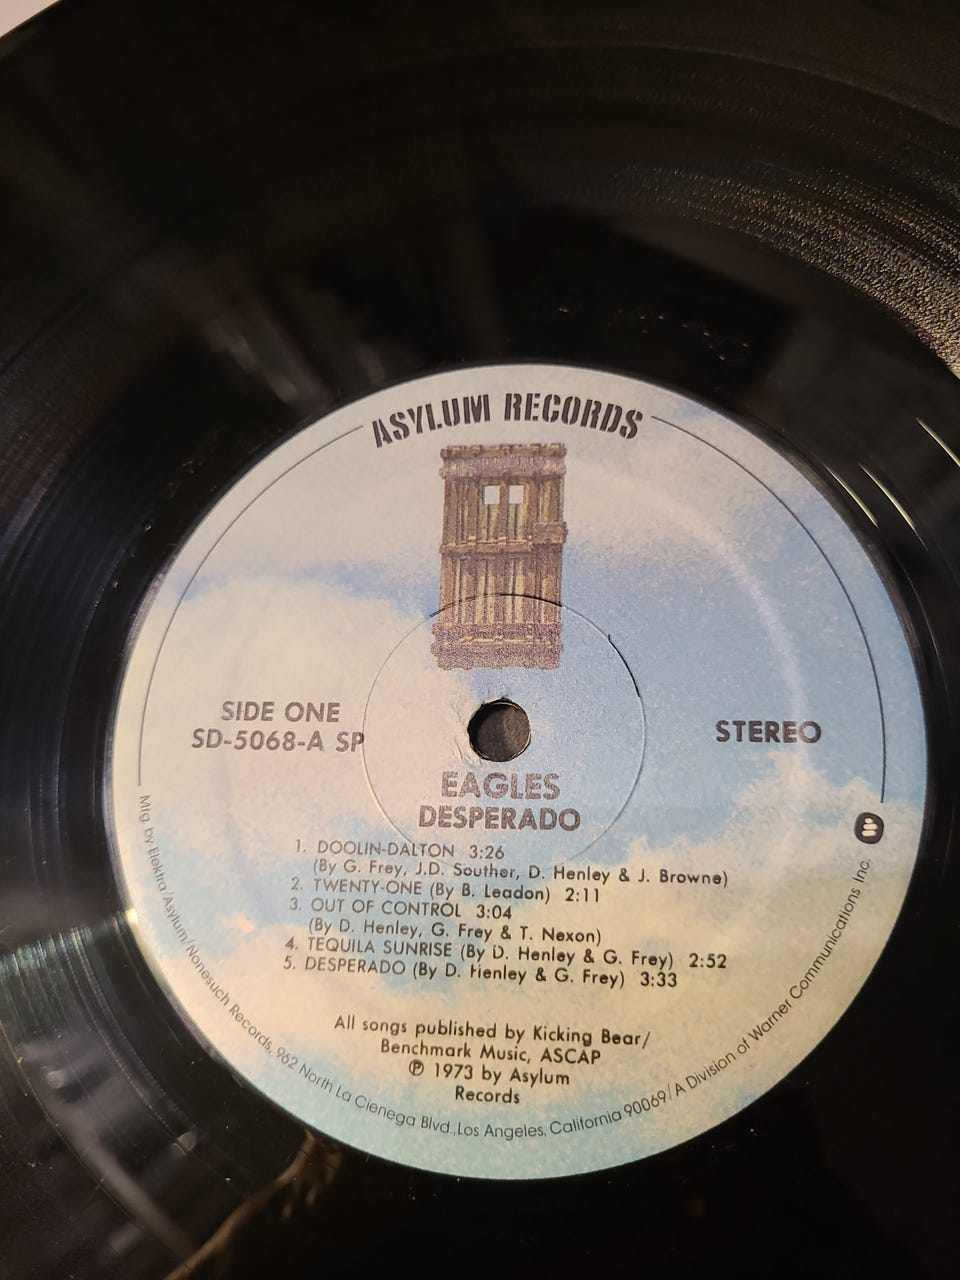 ASYLUM RECORDS
SIDE ONE
SD-5068-A SP
STEREO
EAGLES
DESPERADO
1. DOOLIN-DALTON 3:26
(By G. Frey, J.D. Souther, D. Henley & J. Browne)
2. TWENTY-ONE (By B. Leadon) 2:11
3. OUT OF CONTROL 3:04
(By D. Henley, G. Frey & T. Nexon)
4. TEQUILA SUNRISE (By D. Henley & G. Frey) 2:52
5. DESPERADO (By D. Henley & G. Frey) 3:33
All songs published by Kicking Bear/
Benchmark Music, ASCAP
℗ 1973 by Asylum
Records
Mfg. by Elektra/Asylum/Nonesuch Records, 962 North La Cienega Blvd., Los Angeles, California 90069/A Division of Warner Communications Inc.